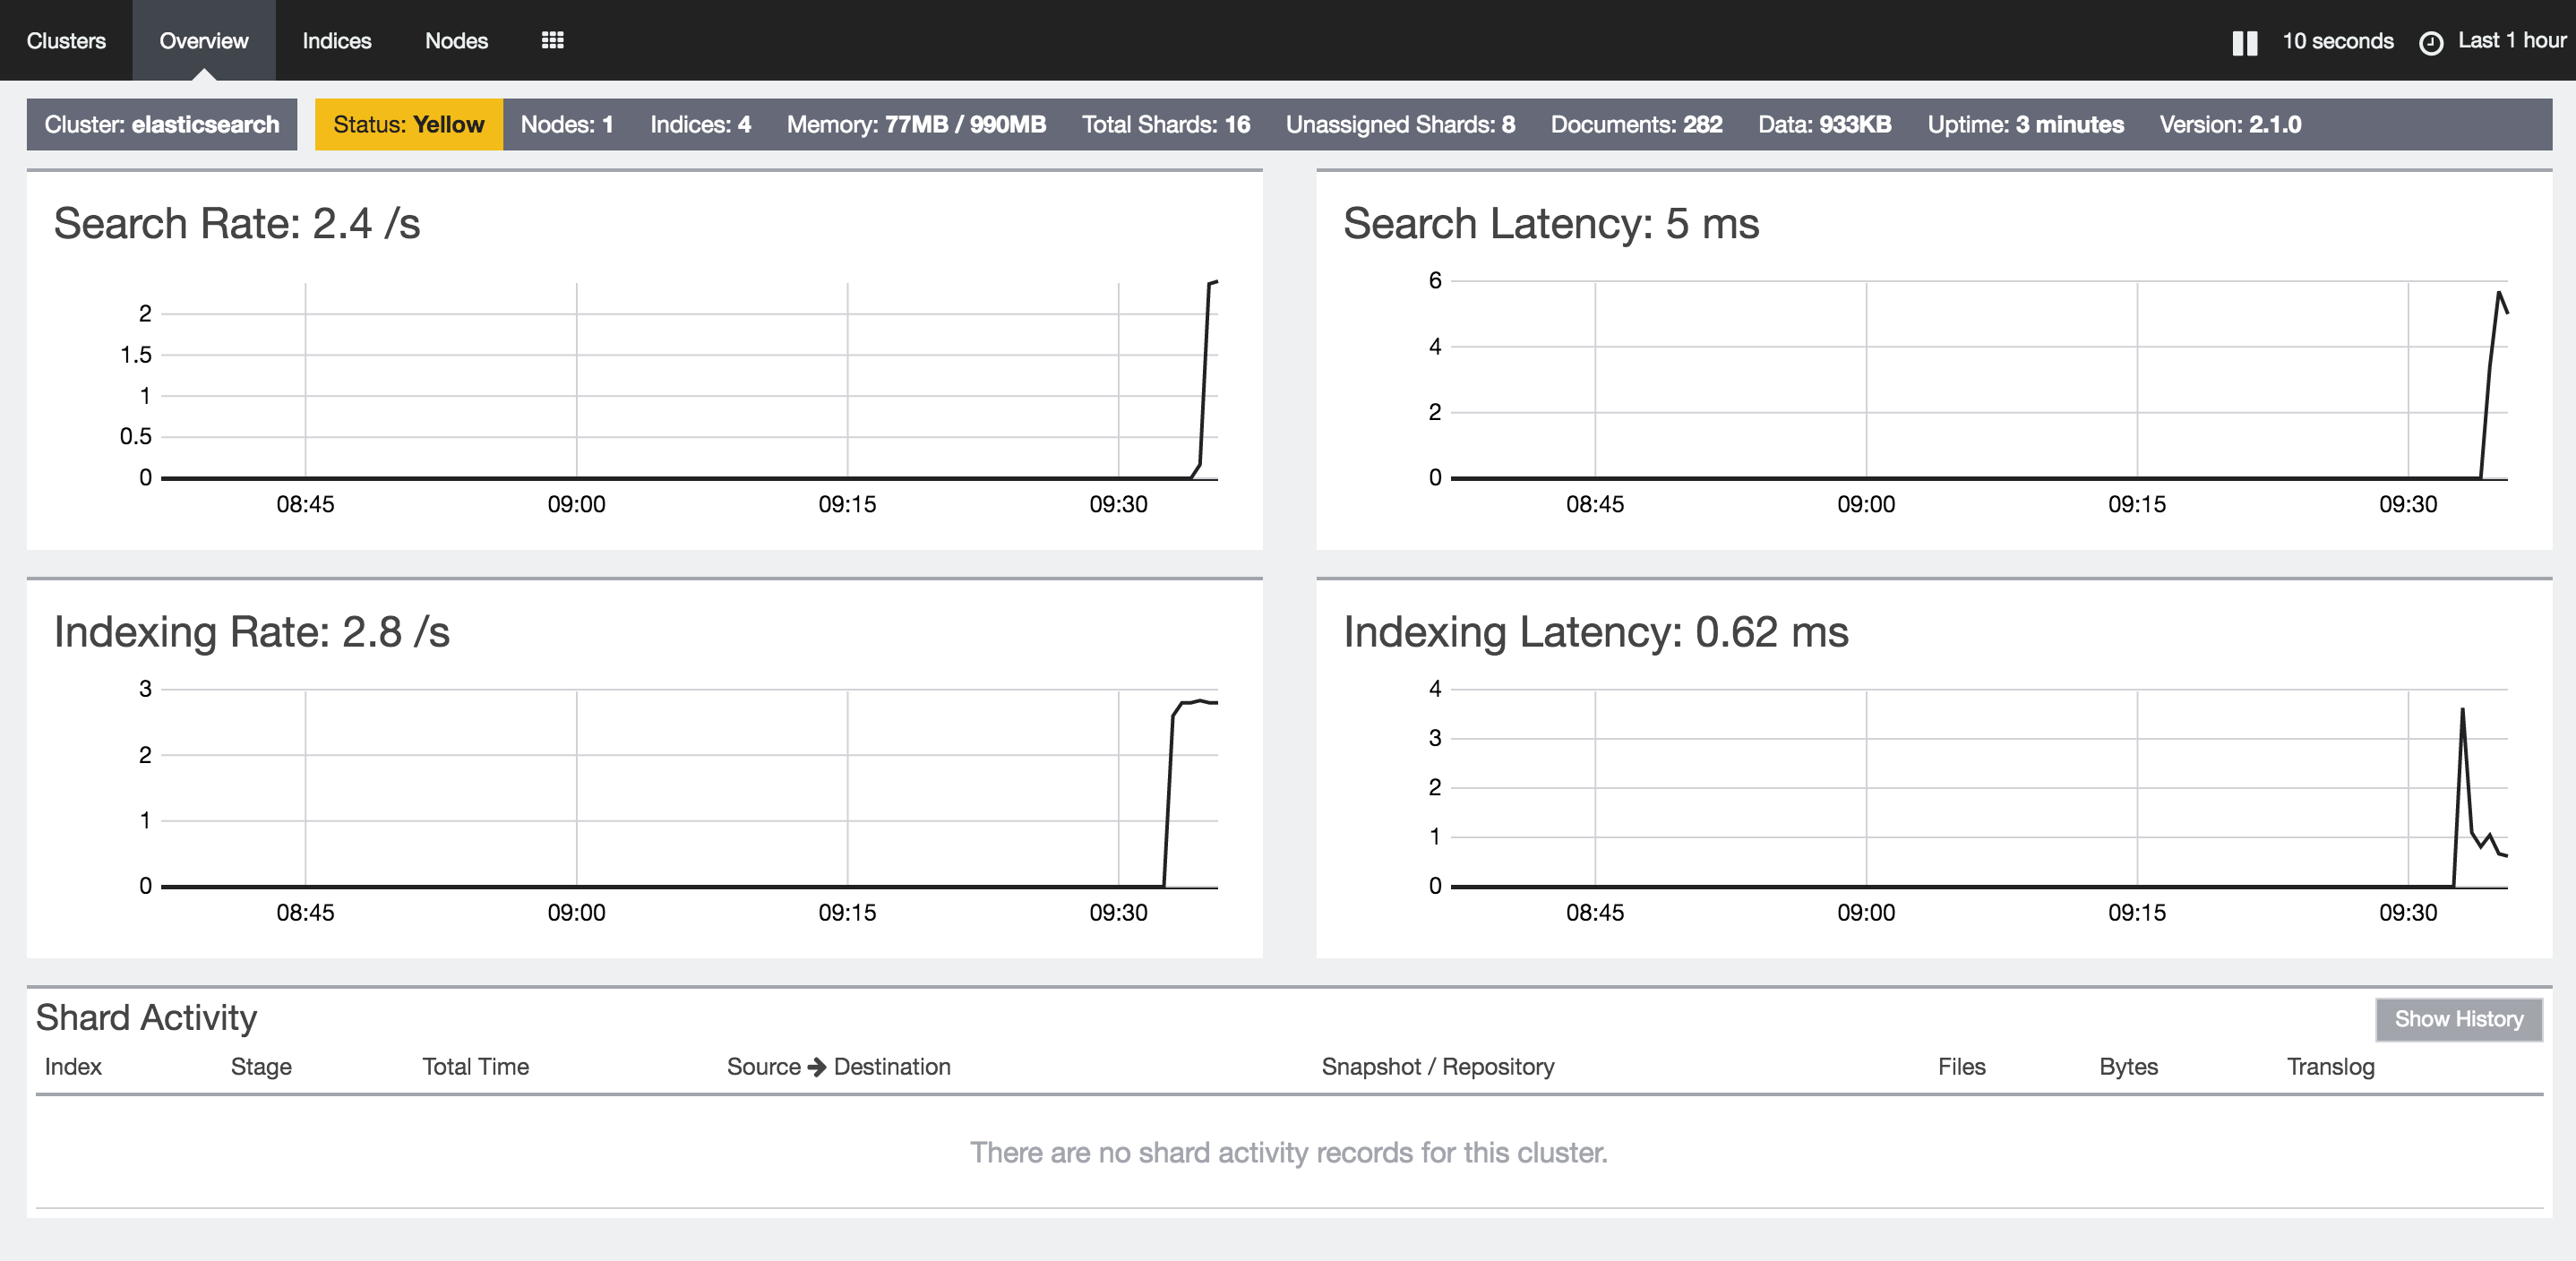 Clusters Overview Indices Nodes 10 seconds Last 1 hour
Cluster: elasticsearch Status: Yellow Nodes: 1 Indices: 4 Memory: 77MB / 990MB Total Shards: 16 Unassigned Shards: 8 Documents: 282 Data: 933KB Uptime: 3 minutes Version: 2.1.0
Search Rate: 2.4 /s
2
1.5
1
0.5
0
08:45 09:00 09:15 09:30
Search Latency: 5 ms
6
4
2
0
08:45 09:00 09:15 09:30
Indexing Rate: 2.8 /s
3
2
1
0
08:45 09:00 09:15 09:30
Indexing Latency: 0.62 ms
4
3
2
1
0
08:45 09:00 09:15 09:30
Shard Activity
Show History
Index Stage Total Time Source → Destination Snapshot / Repository Files Bytes Translog
There are no shard activity records for this cluster.